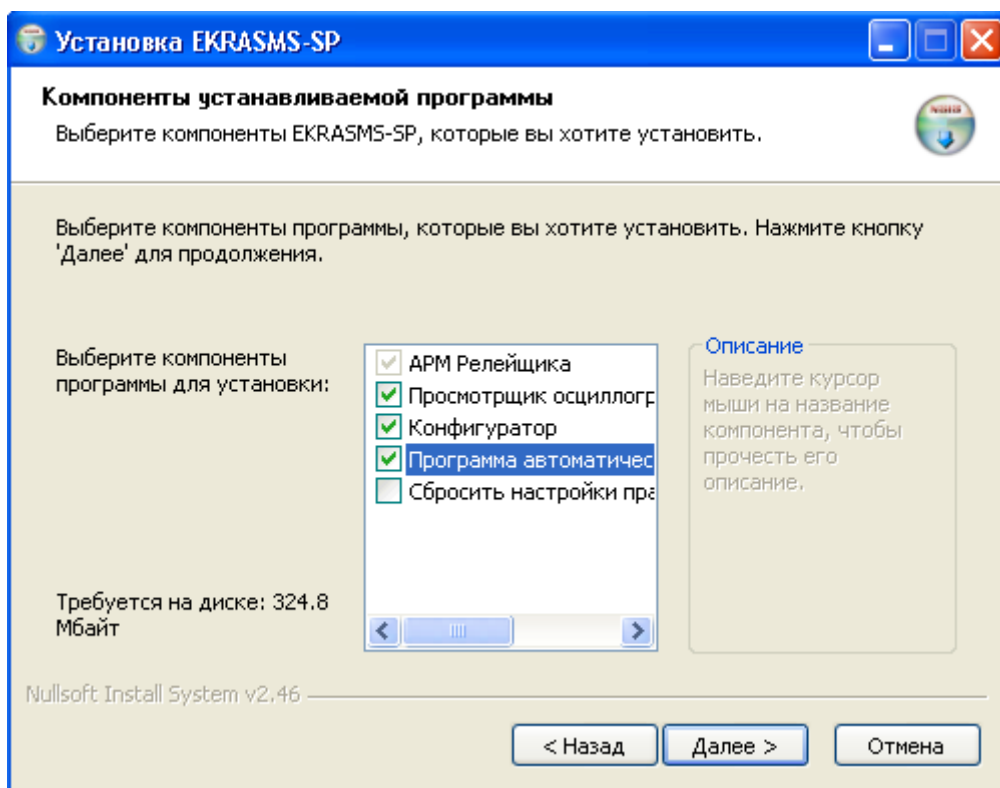 Установка EKRASMS-SP
Компоненты устанавливаемой программы
Выберите компоненты EKRASMS-SP, которые вы хотите установить.
Выберите компоненты программы, которые вы хотите установить. Нажмите кнопку
'Далее' для продолжения.
Выберите компоненты
программы для установки:
АРМ Релейщика
Просмотрщик осциллогр
Конфигуратор
Программа автоматичес
Сбросить настройки пра
Описание
Наведите курсор
мыши на название
компонента, чтобы
прочесть его
описание.
Требуется на диске: 324.8
Мбайт
Nullsoft Install System v2.46
< Назад
Далее >
Отмена